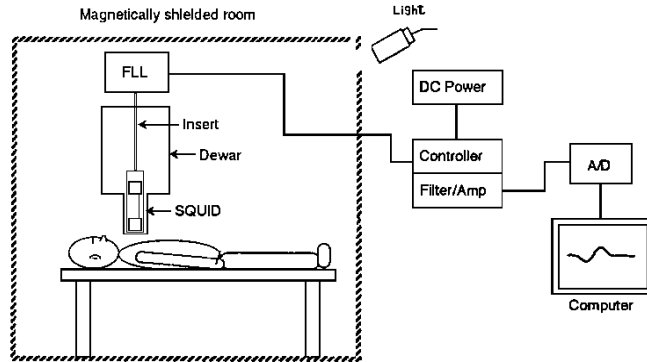 Magnetically shielded room
Light
FLL
DC Power
Insert
Dewar
Controller
A/D
Filter/Amp
SQUID
Computer